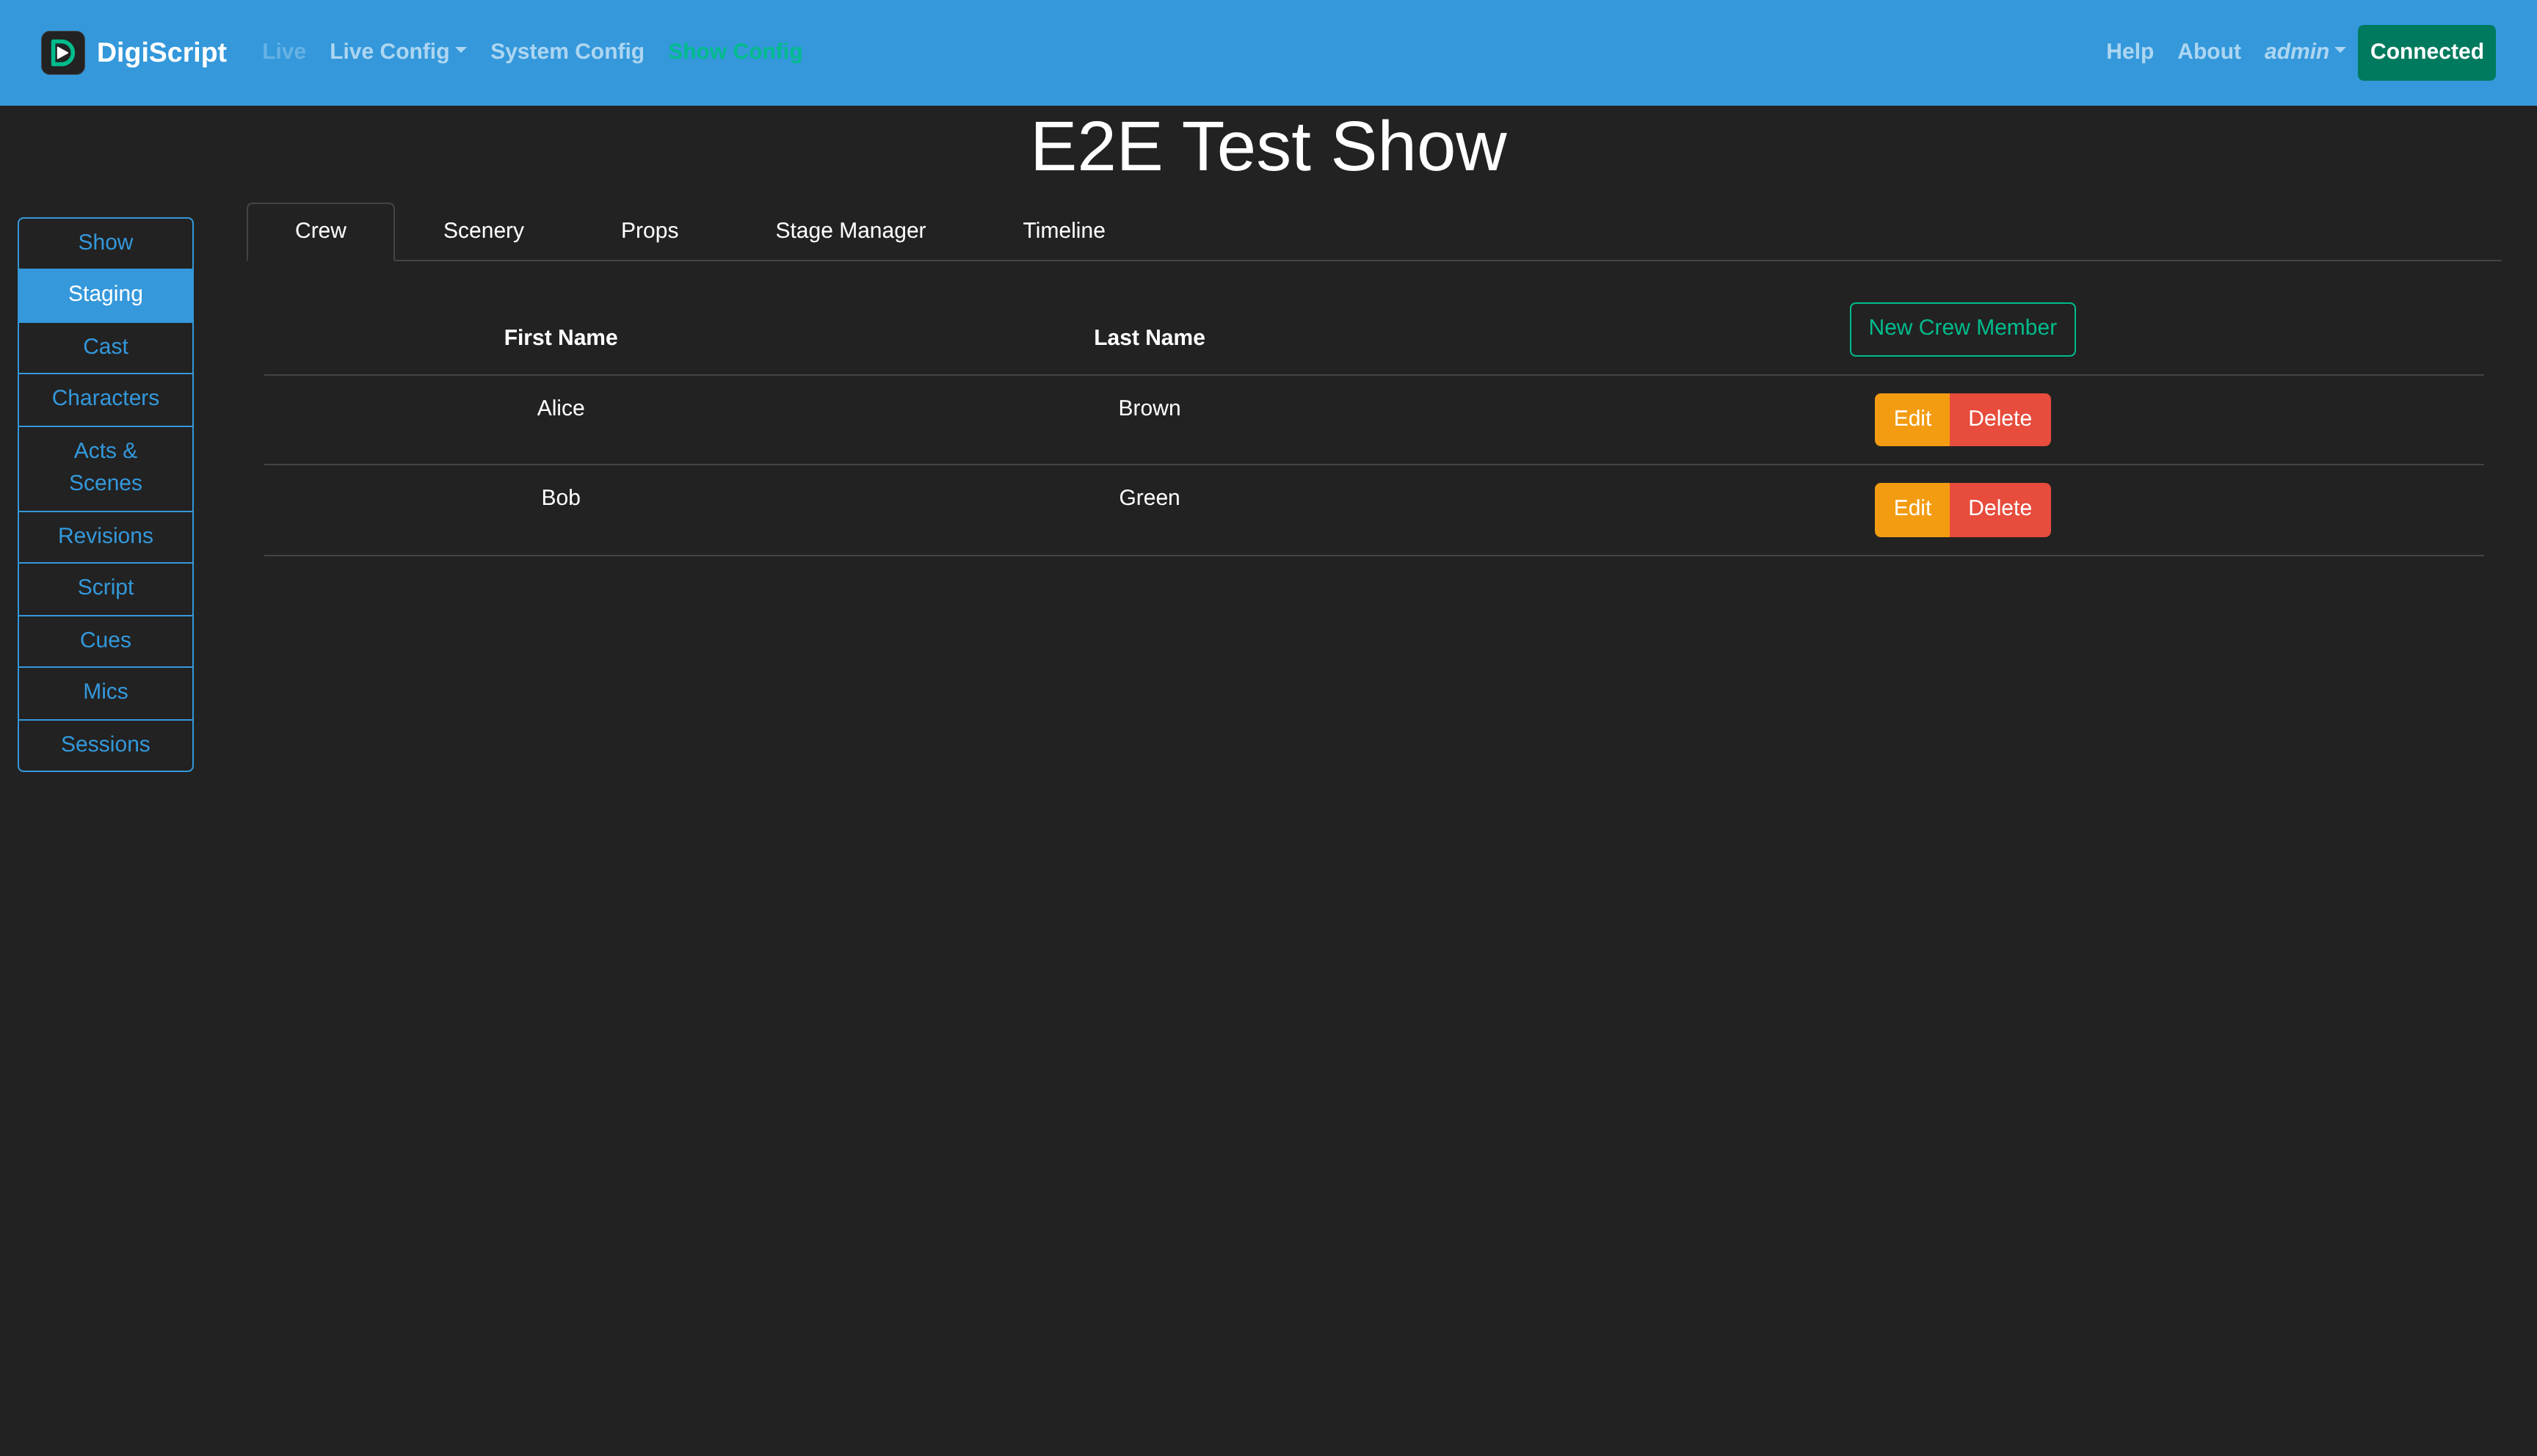 DigiScript Live Live Config System Config Show Config Help About admin Connected
E2E Test Show
Show
Staging
Cast
Characters
Acts &
Scenes
Revisions
Script
Cues
Mics
Sessions
Crew Scenery Props Stage Manager Timeline
First Name Last Name New Crew Member
Alice Brown Edit Delete
Bob Green Edit Delete